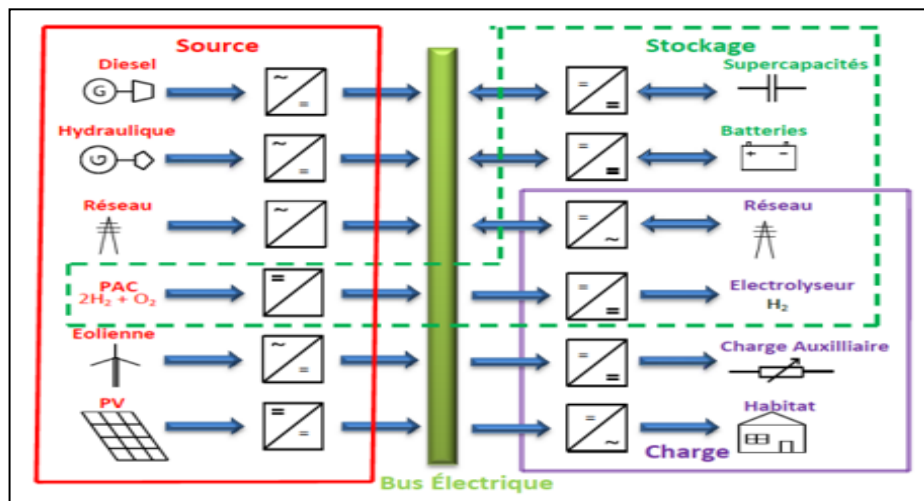 Source
Stockage
Diesel
G
~
=
=
=
Supercapacités
Hydraulique
G
~
=
=
=
Batteries
+ -
Réseau
~
=
~
Réseau
PAC
2H₂ + O₂
=
=
=
Electrolyseur
H₂
Eolienne
~
=
=
=
Charge Auxilliaire
PV
=
=
=
~
Habitat
Charge
Bus Électrique